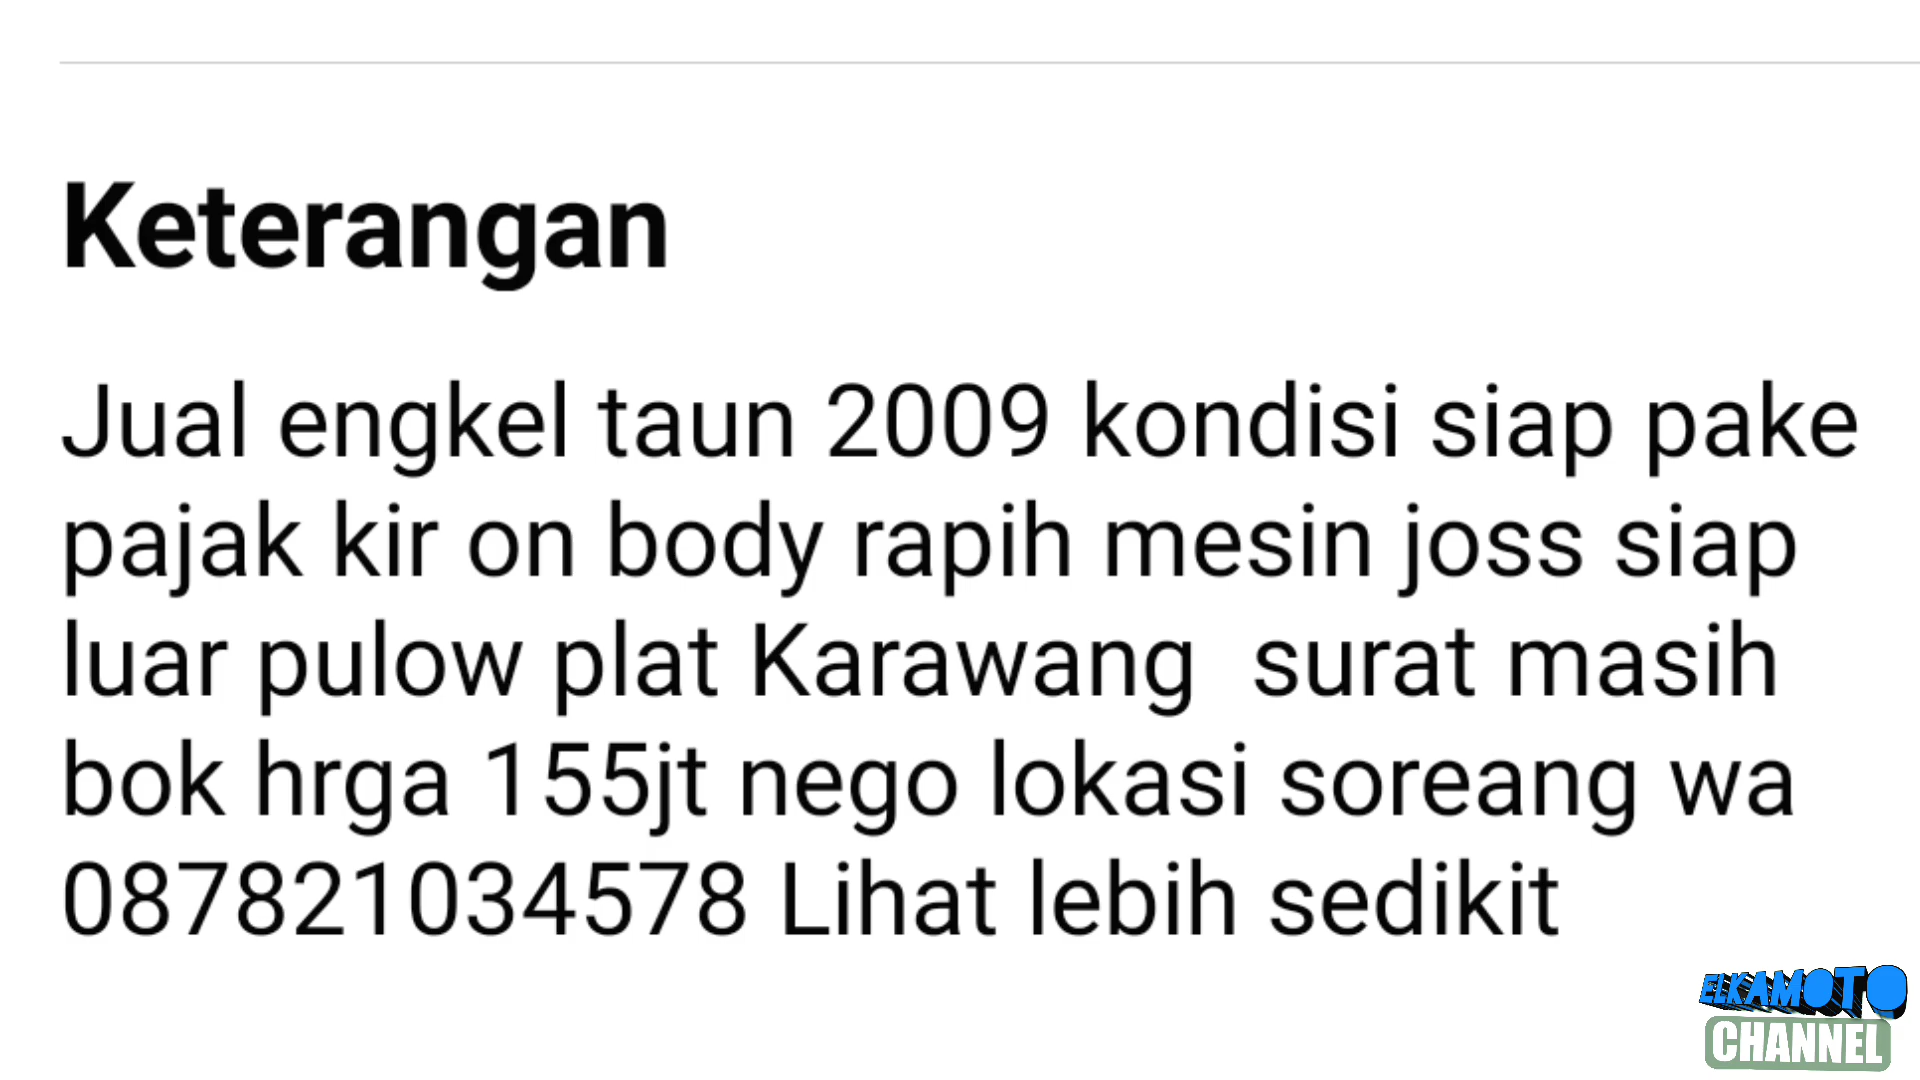 Keterangan
Jual engkel taun 2009 kondisi siap pake
pajak kir on body rapih mesin joss siap
luar pulow plat Karawang  surat masih
bok hrga 155jt nego lokasi soreang wa
087821034578 Lihat lebih sedikit
ELKAMOTO
CHANNEL